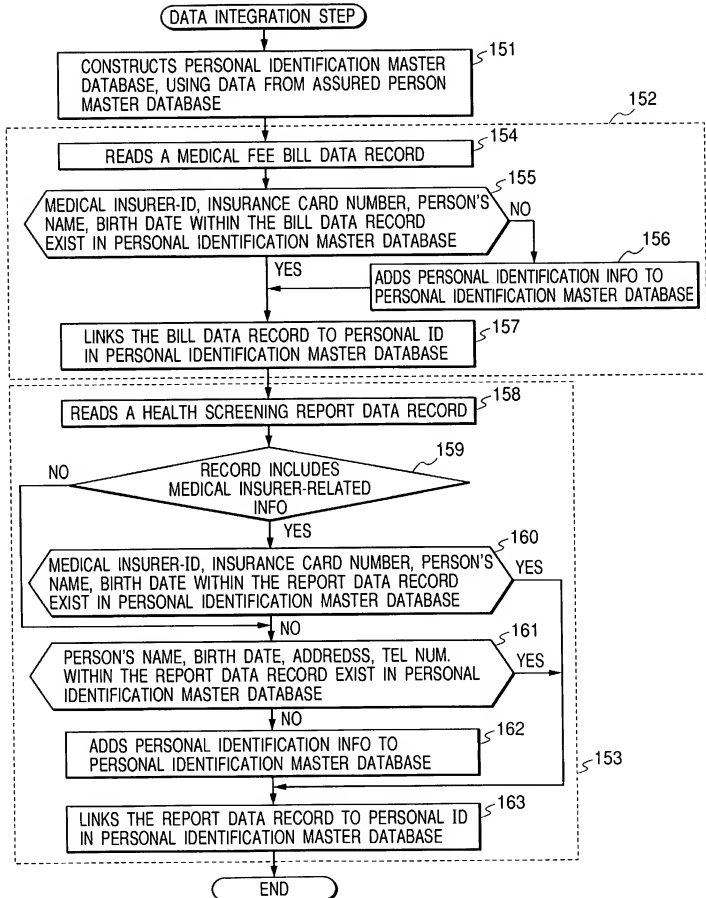 DATA INTEGRATION STEP
151
CONSTRUCTS PERSONAL IDENTIFICATION MASTER
DATABASE, USING DATA FROM ASSURED PERSON
MASTER DATABASE
152
154
READS A MEDICAL FEE BILL DATA RECORD
155
MEDICAL INSURER-ID, INSURANCE CARD NUMBER, PERSON'S
NAME, BIRTH DATE WITHIN THE BILL DATA RECORD
EXIST IN PERSONAL IDENTIFICATION MASTER DATABASE
NO
156
YES
ADDS PERSONAL IDENTIFICATION INFO TO
PERSONAL IDENTIFICATION MASTER DATABASE
157
LINKS THE BILL DATA RECORD TO PERSONAL ID
IN PERSONAL IDENTIFICATION MASTER DATABASE
158
READS A HEALTH SCREENING REPORT DATA RECORD
159
NO
RECORD INCLUDES
MEDICAL INSURER-RELATED
INFO
YES
160
MEDICAL INSURER-ID, INSURANCE CARD NUMBER, PERSON'S
NAME, BIRTH DATE WITHIN THE REPORT DATA RECORD
EXIST IN PERSONAL IDENTIFICATION MASTER DATABASE
YES
NO
161
PERSON'S NAME, BIRTH DATE, ADDRESSS, TEL NUM.
WITHIN THE REPORT DATA RECORD EXIST IN PERSONAL
IDENTIFICATION MASTER DATABASE
YES
NO
162
ADDS PERSONAL IDENTIFICATION INFO TO
PERSONAL IDENTIFICATION MASTER DATABASE
153
163
LINKS THE REPORT DATA RECORD TO PERSONAL ID
IN PERSONAL IDENTIFICATION MASTER DATABASE
END